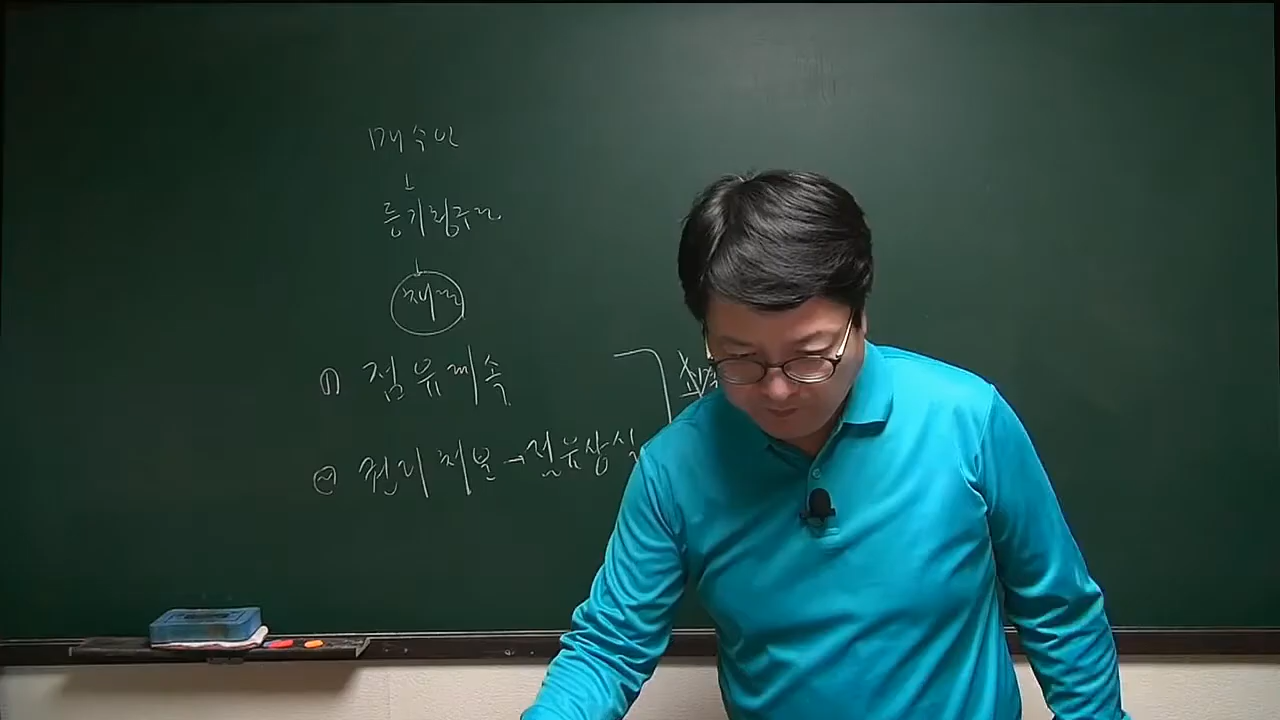 매수인
↓
등기청구권
↓
채권
① 점유계속
② 권리처분 → 점유상실